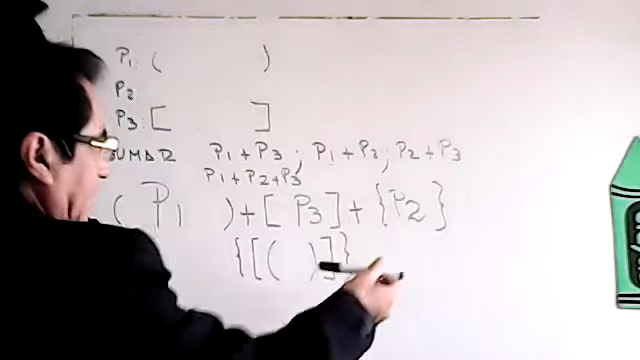 P1: (          )
P2
P3: [          ]
SUMAR P1+P3 ; P1+P2 ; P2+P3
P1+P2+P3
( P1 ) + [ P3 ] + { P2 }
{ [ (   ) ] }